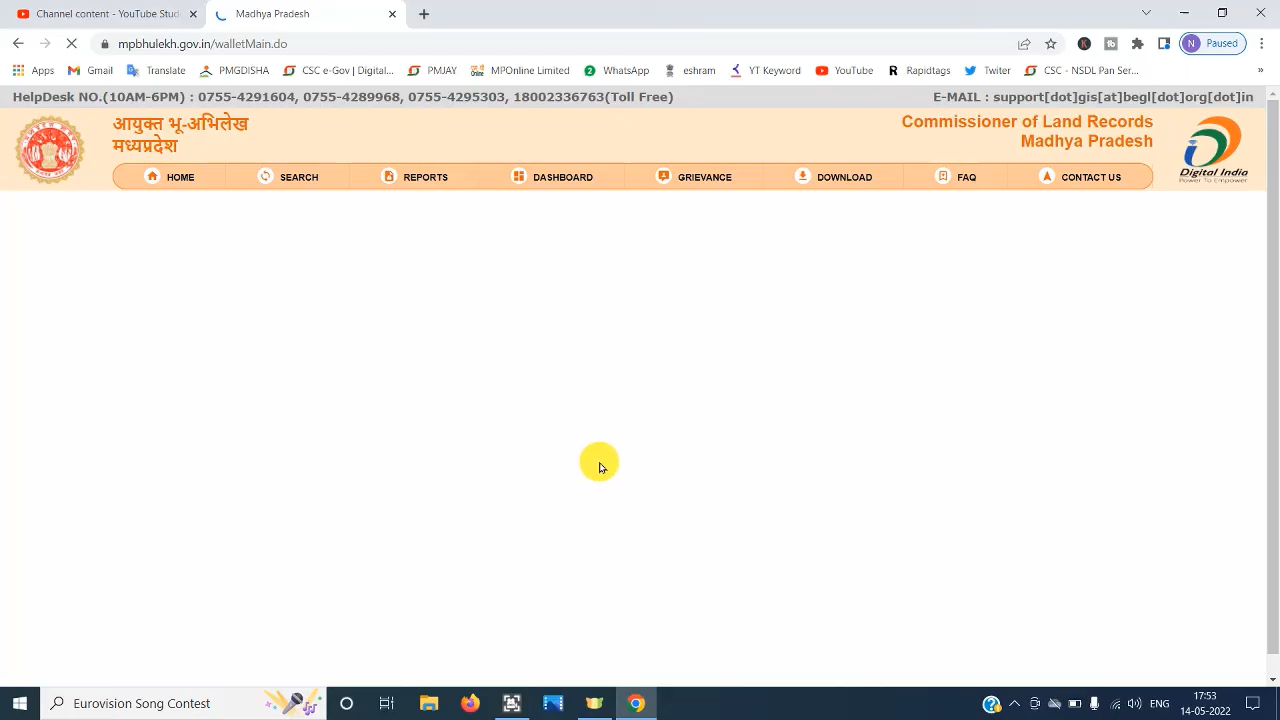 Channel content - YouTube Stud
Madhya Pradesh
mpbhulekh.gov.in/walletMain.do
N Paused
Apps Gmail Translate PMGDISHA CSC e-Gov | Digital... PMJAY MPOnline Limited WhatsApp eshram YT Keyword YouTube Rapidtags Twiter CSC - NSDL Pan Ser...
HelpDesk NO.(10AM-6PM) : 0755-4291604, 0755-4289968, 0755-4295303, 18002336763(Toll Free) E-MAIL : support[dot]gis[at]begl[dot]org[dot]in
आयुक्त भू-अभिलेख
मध्यप्रदेश
Commissioner of Land Records
Madhya Pradesh
Digital India
Power To Empower
HOME SEARCH REPORTS DASHBOARD GRIEVANCE DOWNLOAD FAQ CONTACT US
Eurovision Song Contest
ENG
17:53
14-05-2022